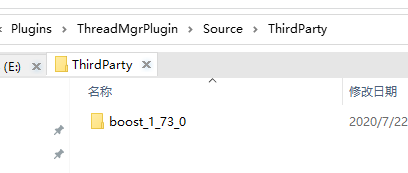 Plugins > ThreadMgrPlugin > Source > ThirdParty
(E:) ThirdParty
名称 修改日期
boost_1_73_0 2020/7/22